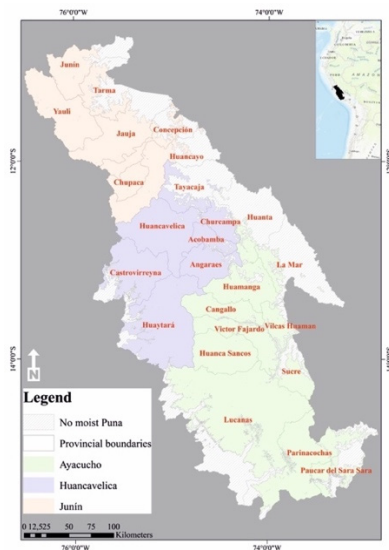 76°0'0"W
74°0'0"W
Junín
Tarma
Yauli
Jauja
Concepción
Huancayo
12°0'0"S
Chupaca
Tayacaja
Huancavelica
Churcampa
Huanta
Acobamba
Castrovirreyna
Angaraes
La Mar
Huamanga
Cangallo
Huaytará
Victor Fajardo
Vilcas Huaman
14°0'0"S
Huanca Sancos
N
Sucre
Legend
No moist Puna
Provincial boundaries
Ayacucho
Huancavelica
Junín
Lucanas
Parinacochas
Paucar del Sara Sara
0 12,525 50 75 100
Kilometers
76°0'0"W
74°0'0"W